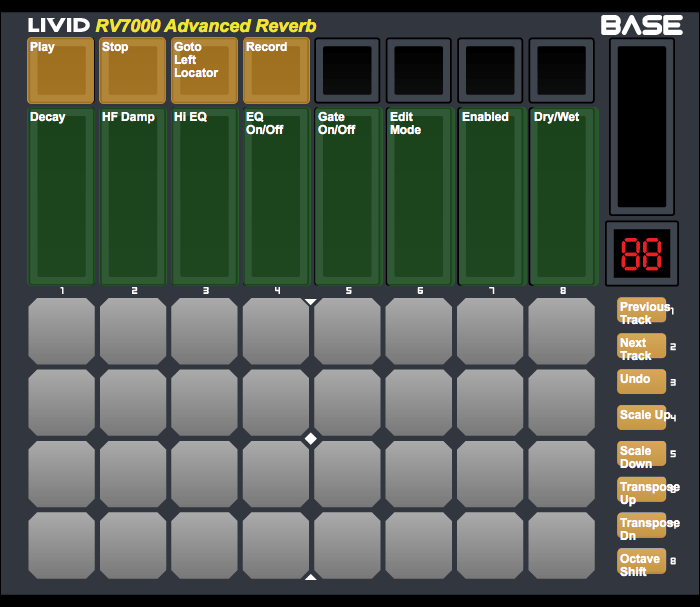 LIVID RV7000 Advanced Reverb BASE
Play Stop Goto Left Locator Record
Decay HF Damp HI EQ EQ On/Off Gate On/Off Edit Mode Enabled Dry/Wet
88
1 2 3 4 5 6 7 8
Previous Track 1
Next Track 2
Undo 3
Scale Up 4
Scale Down 5
Transpose Up 6
Transpose Dn 7
Octave Shift 8